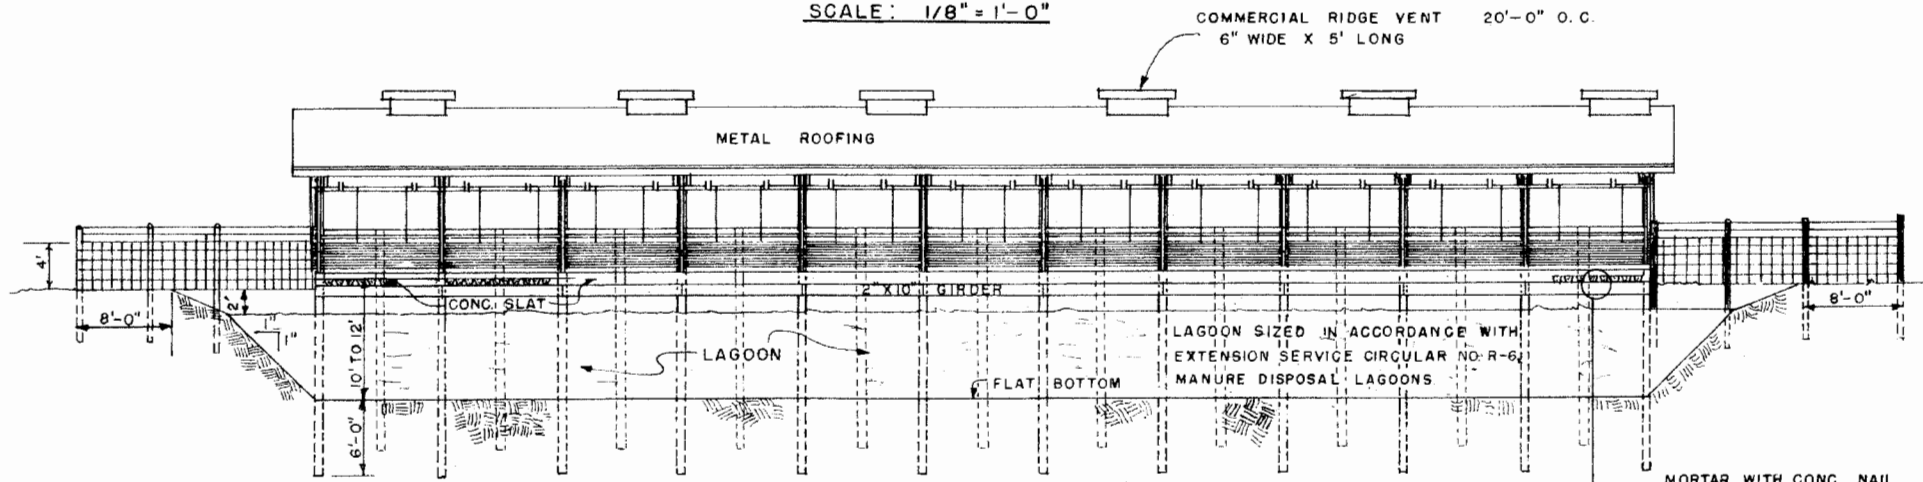 SCALE: 1/8" = 1'-0"
COMMERCIAL RIDGE VENT 20'-0" O.C.
6" WIDE X 5' LONG
METAL ROOFING
4'
2'
CONC. SLAT
2" X 10" GIRDER
8'-0"
8'-0"
1"
1"
10' TO 12'
LAGOON
LAGOON SIZED IN ACCORDANCE WITH
EXTENSION SERVICE CIRCULAR NO. R-6,
MANURE DISPOSAL LAGOONS
FLAT BOTTOM
6'-0"
MORTAR WITH CONC. NAIL